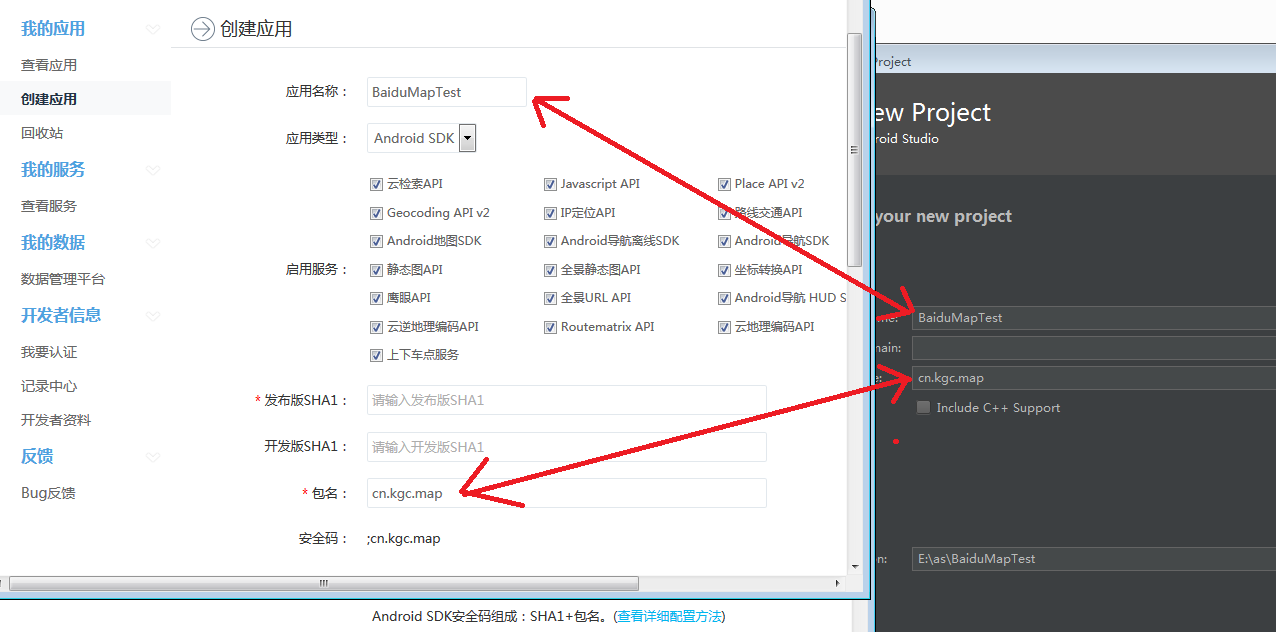 我的应用
查看应用
创建应用
回收站
我的服务
查看服务
我的数据
数据管理平台
开发者信息
我要认证
记录中心
开发者资料
反馈
Bug反馈
创建应用
应用名称： BaiduMapTest
应用类型： Android SDK
启用服务：
云检索API Javascript API Place API v2
Geocoding API v2 IP定位API 路线交通API
Android地图SDK Android导航离线SDK Android导航SDK
静态图API 全景静态图API 坐标转换API
鹰眼API 全景URL API Android导航 HUD S
云逆地理编码API Routematrix API 云地理编码API
上下车点服务
* 发布版SHA1： 请输入发布版SHA1
开发版SHA1： 请输入开发版SHA1
* 包名： cn.kgc.map
安全码： ;cn.kgc.map
Android SDK安全码组成：SHA1+包名。(查看详细配置方法)
Project
ew Project
roid Studio
your new project
me: BaiduMapTest
main:
e: cn.kgc.map
Include C++ Support
n: E:\as\BaiduMapTest